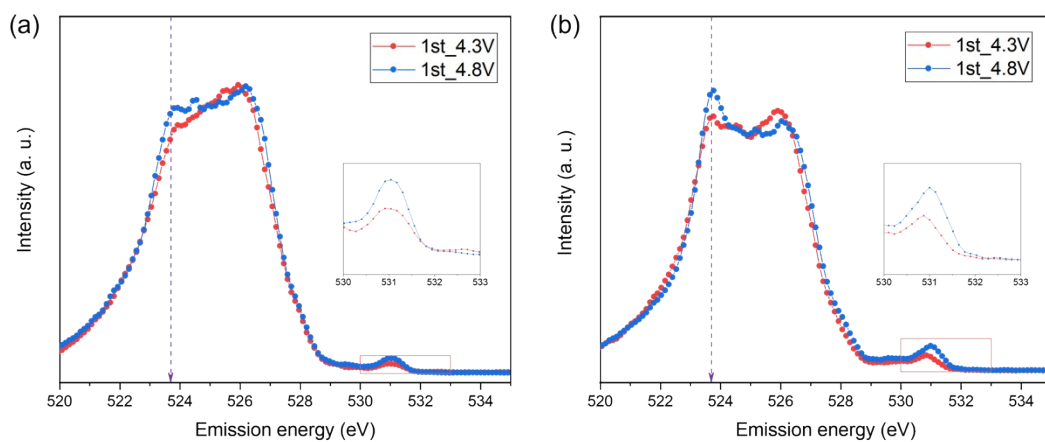 (a)
1st_4.3V
1st_4.8V
Intensity (a. u.)
530 531 532 533
520 522 524 526 528 530 532 534
Emission energy (eV)
(b)
1st_4.3V
1st_4.8V
Intensity (a. u.)
530 531 532 533
520 522 524 526 528 530 532 534
Emission energy (eV)